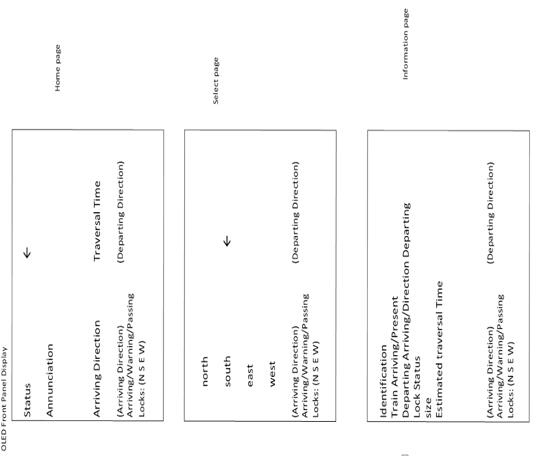 OLED Front Panel Display
Home page
Status ←
Annunciation
Arriving Direction Traversal Time
(Arriving Direction) (Departing Direction)
Arriving/Warning/Passing
Locks: (N S E W)
Select page
north
south ←
east
west
(Arriving Direction) (Departing Direction)
Arriving/Warning/Passing
Locks: (N S E W)
Information page
Identification
Train Arriving/Present
Departing Arriving/Direction Departing
Lock Status
size
Estimated traversal Time
(Arriving Direction) (Departing Direction)
Arriving/Warning/Passing
Locks: (N S E W)